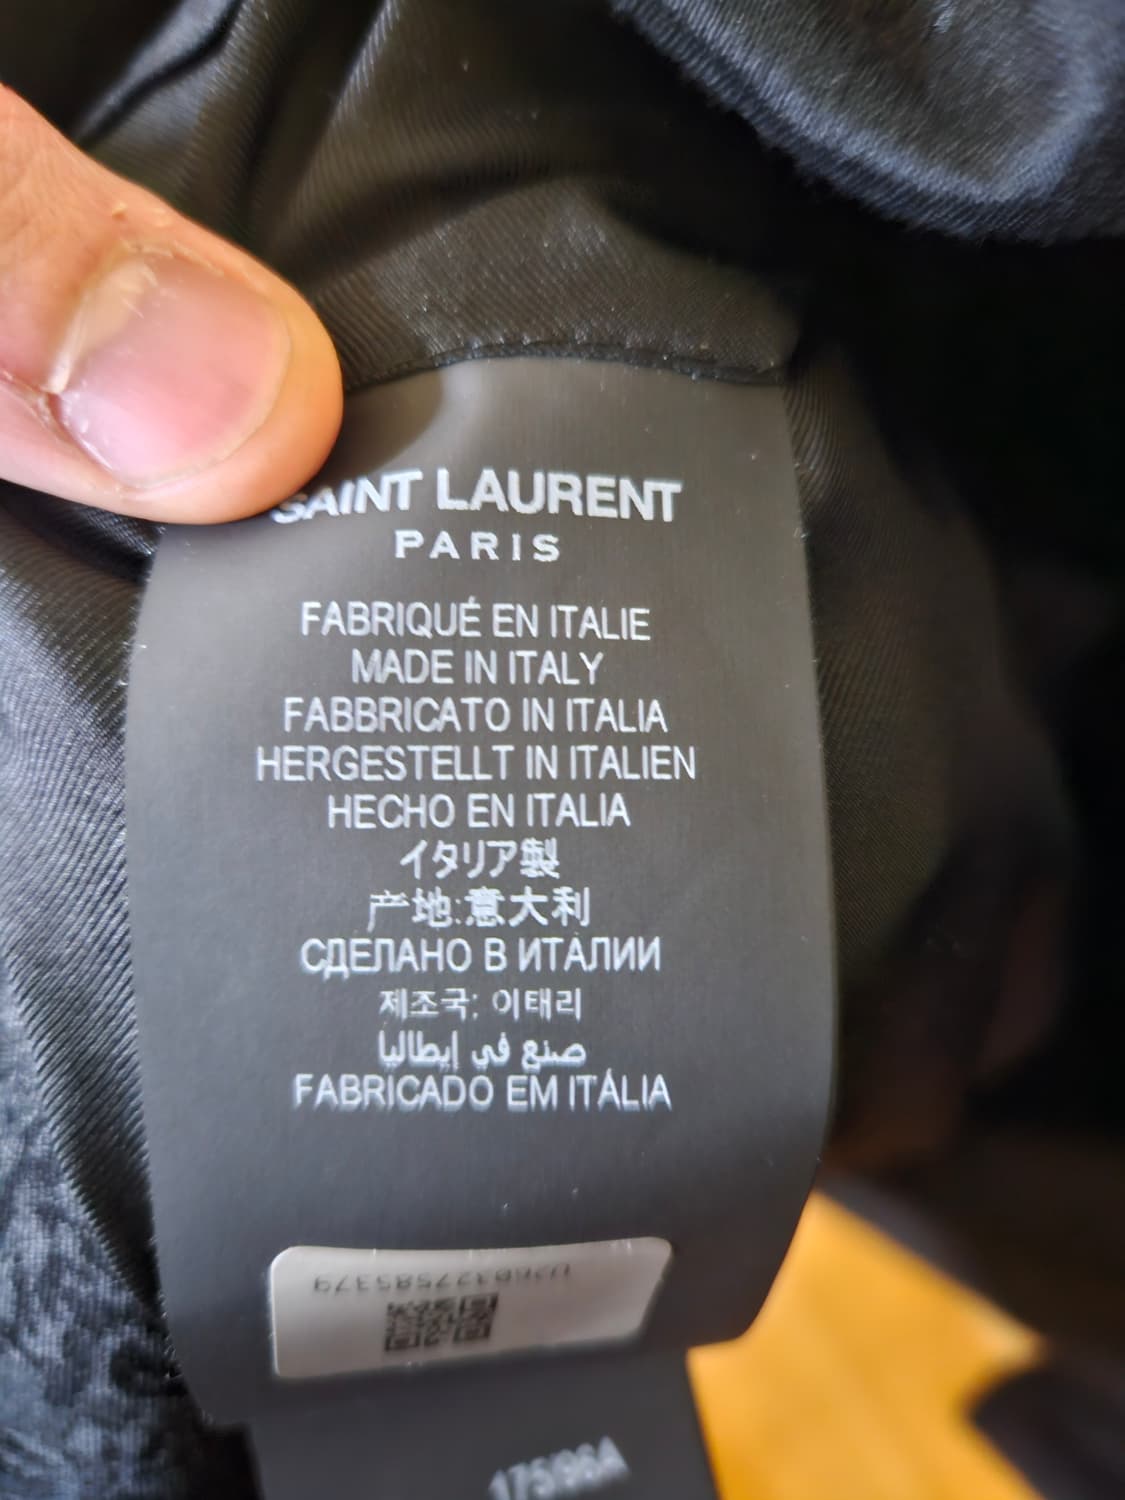 SAINT LAURENT
PARIS
FABRIQUÉ EN ITALIE
MADE IN ITALY
FABBRICATO IN ITALIA
HERGESTELLT IN ITALIEN
HECHO EN ITALIA
イタリア製
产地:意大利
СДЕЛАНО В ИТАЛИИ
제조국: 이태리
صنع في إيطاليا
FABRICADO EM ITÁLIA
175/96A